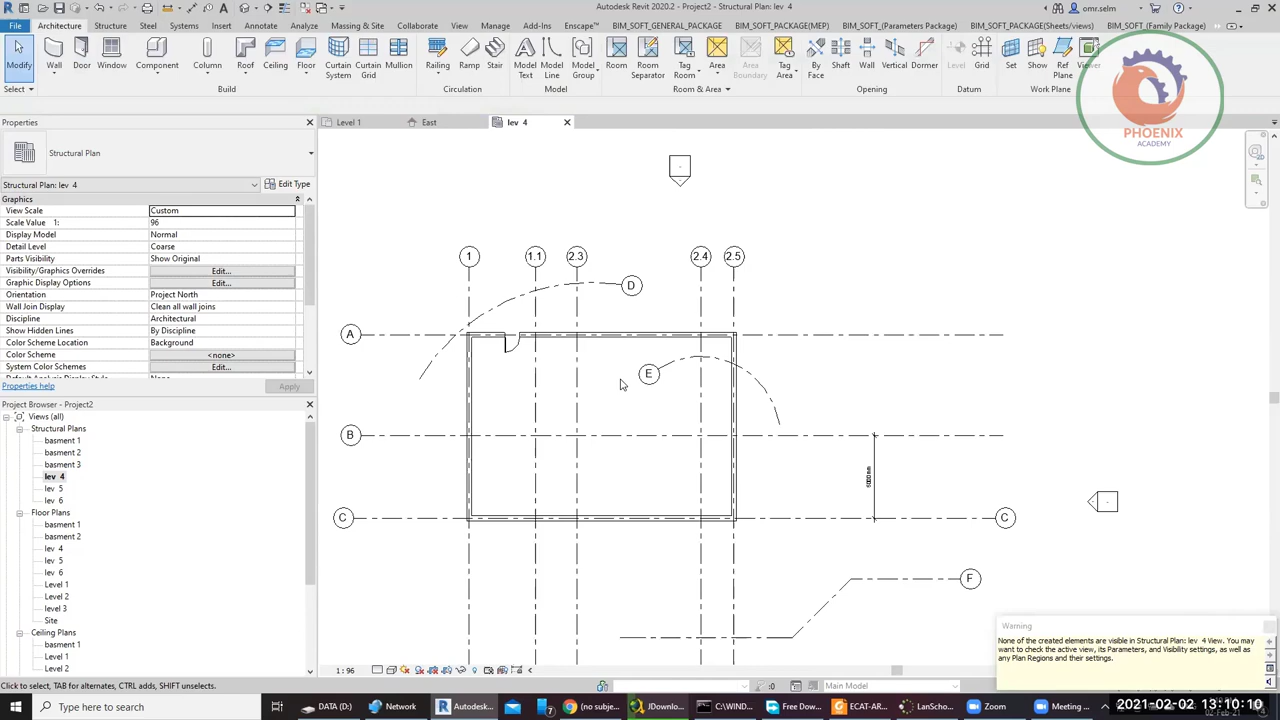 Autodesk Revit 2020.2 - Project2 - Structural Plan: lev 4
omr.selm
File Architecture Structure Steel Systems Insert Annotate Analyze Massing & Site Collaborate View Manage Add-Ins Enscape™ BIM_SOFT_GENERAL_PACKAGE BIM_SOFT_PACKAGE(MEP) BIM_SOFT_(Parameters Package) BIM_SOFT_PACKAGE(Sheets/views) BIM_SOFT_(Family Package)
Modify Wall Door Window Component Column Roof Ceiling Floor Curtain System Curtain Grid Mullion Railing Ramp Stair Model Text Model Line Model Group Room Room Separator Tag Room Area Area Boundary Tag Area By Face Shaft Wall Vertical Dormer Level Grid Set Show Ref Plane Viewer
Select Build Circulation Model Room & Area Opening Datum Work Plane
PHOENIX
ACADEMY
Properties
Level 1 East lev 4
Structural Plan
Structural Plan: lev 4 Edit Type
Graphics
View Scale Custom
Scale Value 1: 96
Display Model Normal
Detail Level Coarse
Parts Visibility Show Original
Visibility/Graphics Overrides Edit...
Graphic Display Options Edit...
Orientation Project North
Wall Join Display Clean all wall joins
Discipline Architectural
Show Hidden Lines By Discipline
Color Scheme Location Background
Color Scheme <none>
System Color Schemes Edit...
Properties help Apply
Project Browser - Project2
Views (all)
Structural Plans
basment 1
basment 2
basment 3
lev 4
lev 5
lev 6
Floor Plans
basment 1
basment 2
lev 4
lev 5
lev 6
Level 1
Level 2
level 3
Site
Ceiling Plans
basment 1
Level 1
Level 2
1 1.1 2.3 2.4 2.5
D
A
E
B
C C
F
Warning
None of the created elements are visible in Structural Plan: lev 4 View. You may
want to check the active view, its Parameters, and Visibility settings, as well as
any Plan Regions and their settings.
1 : 96
Click to select, TAB for alternates, CTRL adds, SHIFT unselects.
:0
Main Model
Type here to search
DATA (D:) Network Autodesk... (no subje... JDownlo... C:\WIND... Free Dow... ECAT-AR... LanScho... Zoom Meeting ...
2021-02-02 13:10:10